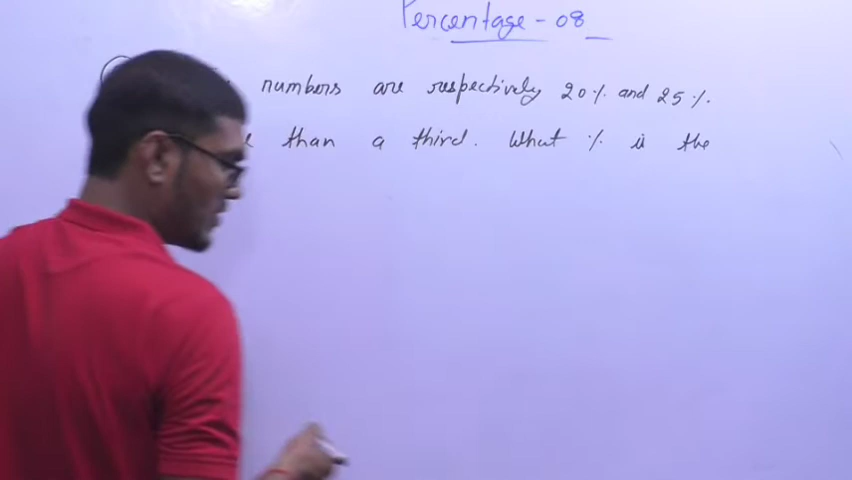 Percentage - 08
numbers are respectively 20% and 25%.
than a third. What % is the